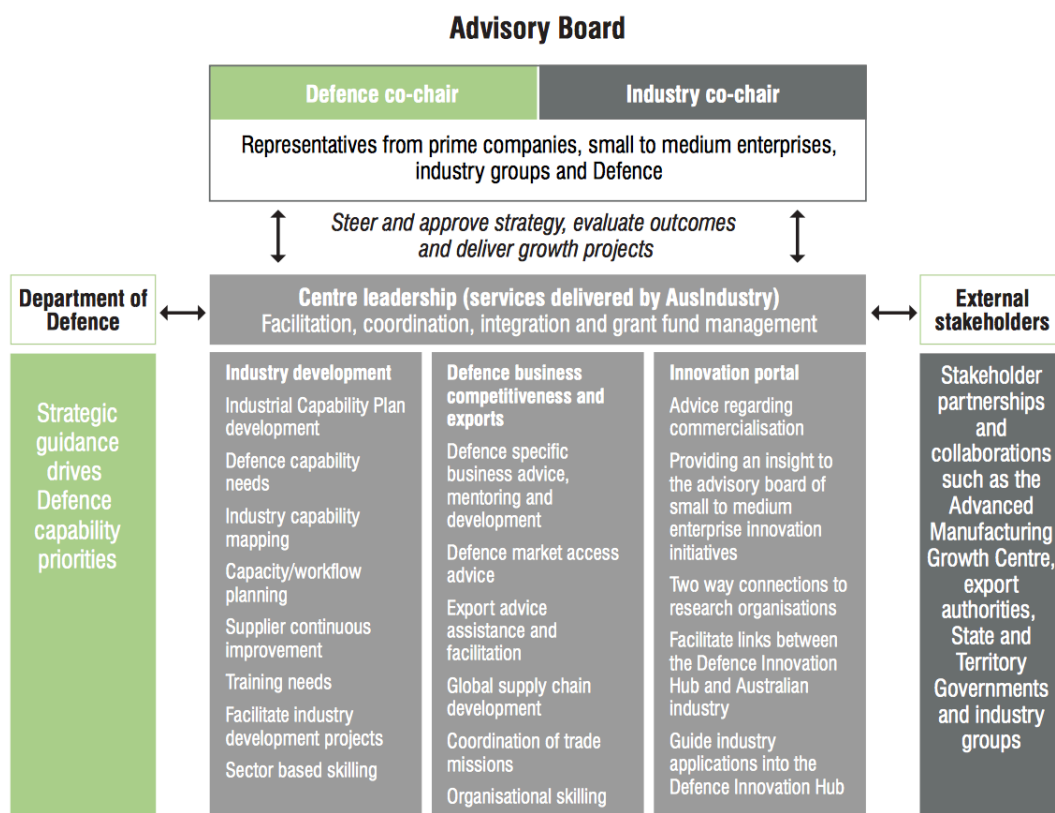 Advisory Board
Defence co-chair
Industry co-chair
Representatives from prime companies, small to medium enterprises,
industry groups and Defence
Steer and approve strategy, evaluate outcomes
and deliver growth projects
Department of
Defence
Centre leadership (services delivered by AusIndustry)
Facilitation, coordination, integration and grant fund management
External
stakeholders
Strategic
guidance
drives
Defence
capability
priorities
Industry development
Industrial Capability Plan
development
Defence capability
needs
Industry capability
mapping
Capacity/workflow
planning
Supplier continuous
improvement
Training needs
Facilitate industry
development projects
Sector based skilling
Defence business
competitiveness and
exports
Defence specific
business advice,
mentoring and
development
Defence market access
advice
Export advice
assistance and
facilitation
Global supply chain
development
Coordination of trade
missions
Organisational skilling
Innovation portal
Advice regarding
commercialisation
Providing an insight to
the advisory board of
small to medium
enterprise innovation
initiatives
Two way connections to
research organisations
Facilitate links between
the Defence Innovation
Hub and Australian
industry
Guide industry
applications into the
Defence Innovation Hub
Stakeholder
partnerships
and
collaborations
such as the
Advanced
Manufacturing
Growth Centre,
export
authorities,
State and
Territory
Governments
and industry
groups